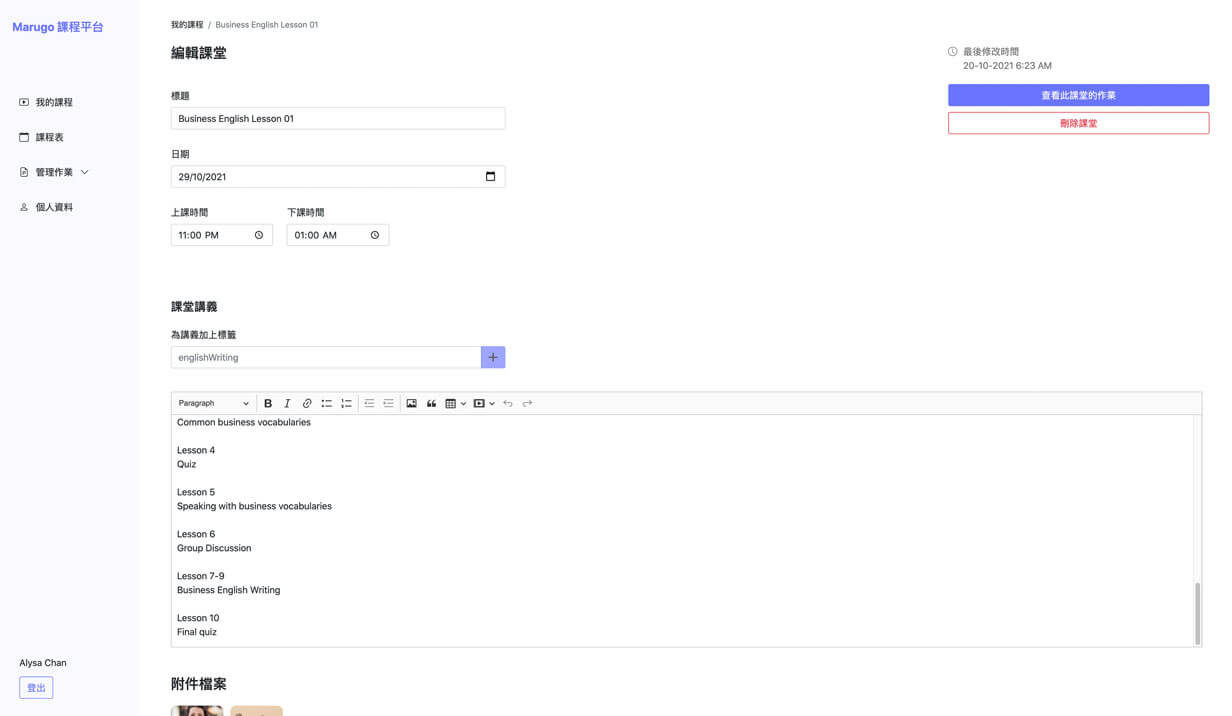 Marugo 課程平台
我的課程
課程表
管理作業
個人資料
Alysa Chan
登出
我的課程 / Business English Lesson 01
編輯課堂
標題
Business English Lesson 01
日期
29/10/2021
上課時間 下課時間
11:00 PM 01:00 AM
最後修改時間
20-10-2021 6:23 AM
查看此課堂的作業
刪除課堂
課堂講義
為講義加上標籤
englishWriting
Paragraph
Common business vocabularies
Lesson 4
Quiz
Lesson 5
Speaking with business vocabularies
Lesson 6
Group Discussion
Lesson 7-9
Business English Writing
Lesson 10
Final quiz
附件檔案